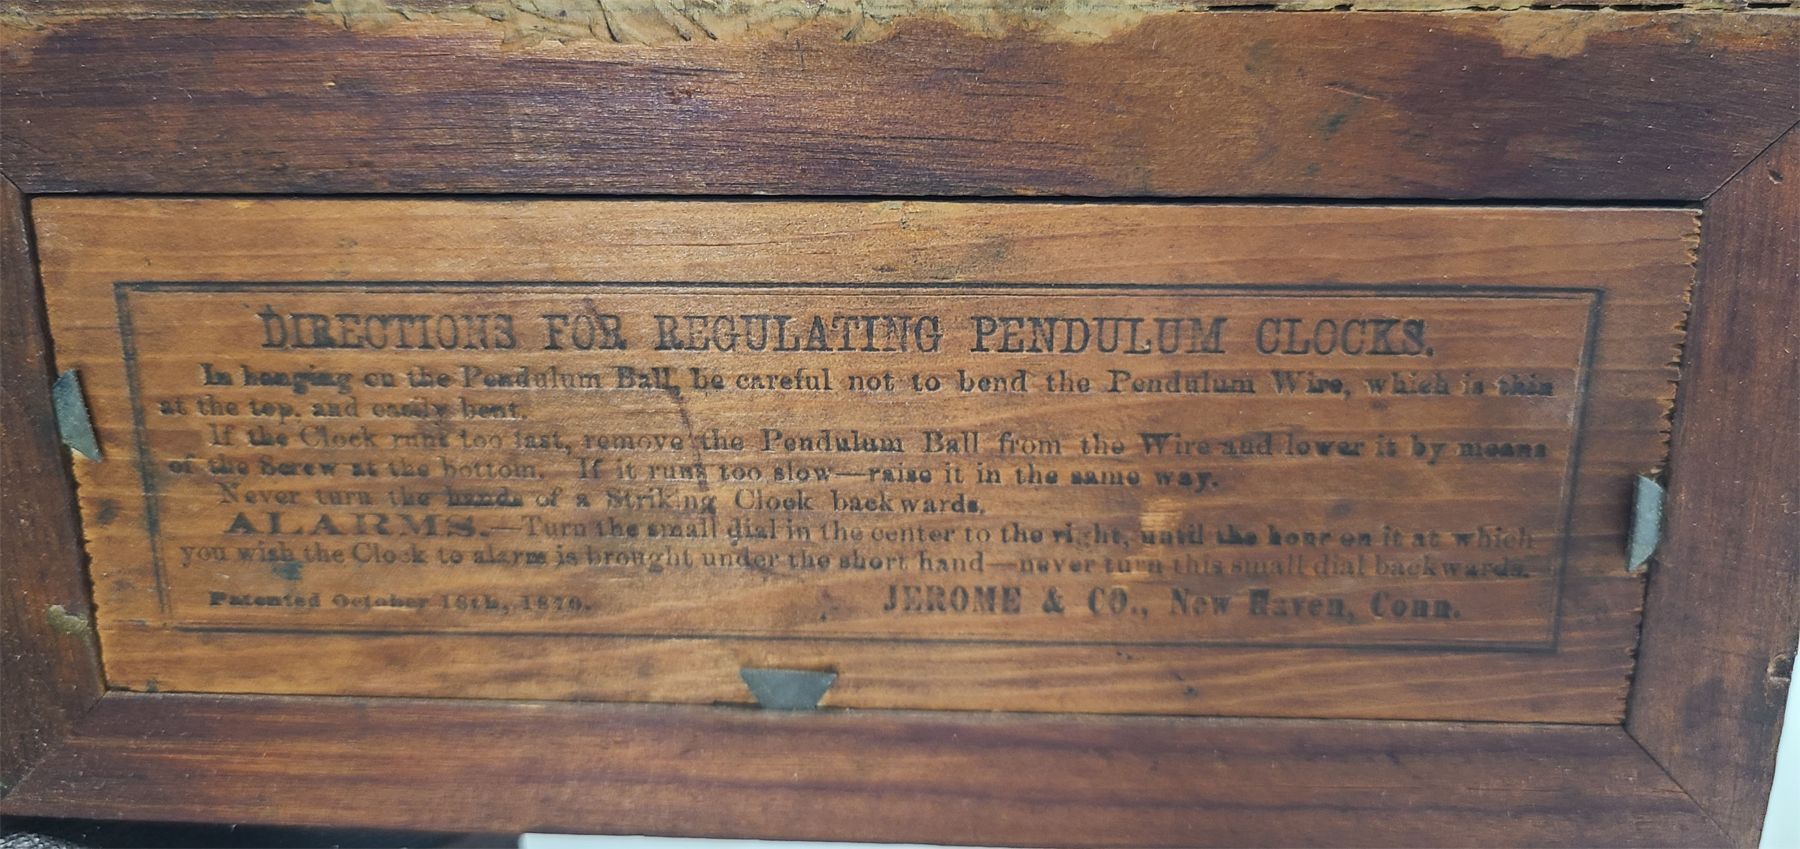 DIRECTIONS FOR REGULATING PENDULUM CLOCKS.
In hanging on the Pendulum Ball, be careful not to bend the Pendulum Wire, which is thin
at the top, and easily bent.
If the Clock runs too fast, remove the Pendulum Ball from the Wire and lower it by means
of the Screw at the bottom. If it runs too slow—raise it in the same way.
Never turn the hands of a Striking Clock backwards.
ALARMS.—Turn the small dial in the center to the right, until the hour on it at which
you wish the Clock to alarm is brought under the short hand—never turn this small dial backwards.
Patented October 18th, 1870. JEROME & CO., New Haven, Conn.